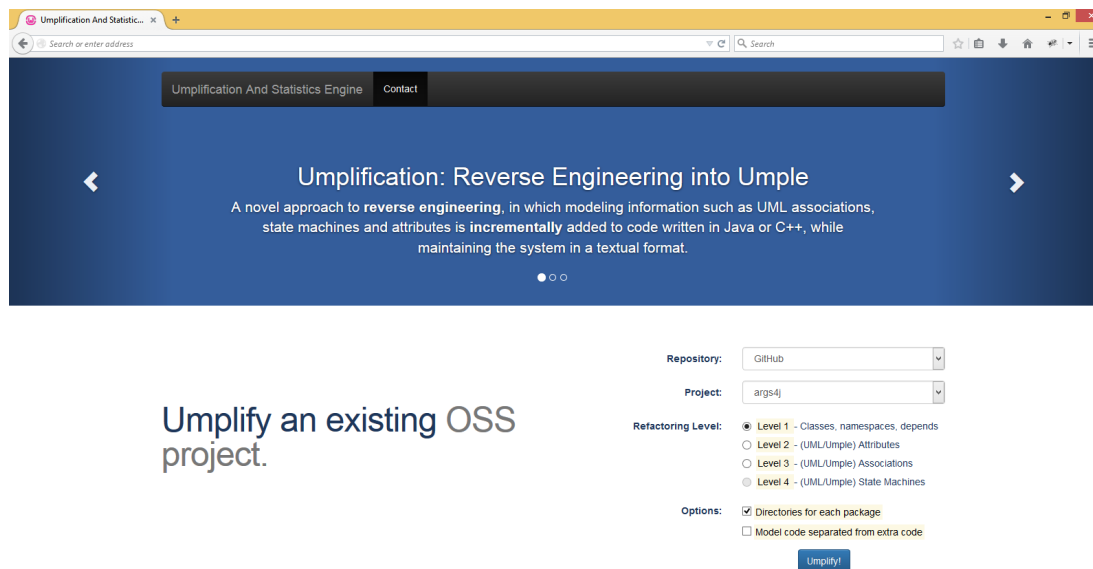 Umplification And Statistic...
Search or enter address
Search
Umplification And Statistics Engine Contact
Umplification: Reverse Engineering into Umple
A novel approach to reverse engineering, in which modeling information such as UML associations,
state machines and attributes is incrementally added to code written in Java or C++, while
maintaining the system in a textual format.
Repository: GitHub
Project: args4j
Umplify an existing OSS
project.
Refactoring Level: Level 1 - Classes, namespaces, depends
Level 2 - (UML/Umple) Attributes
Level 3 - (UML/Umple) Associations
Level 4 - (UML/Umple) State Machines
Options: Directories for each package
Model code separated from extra code
Umplify!